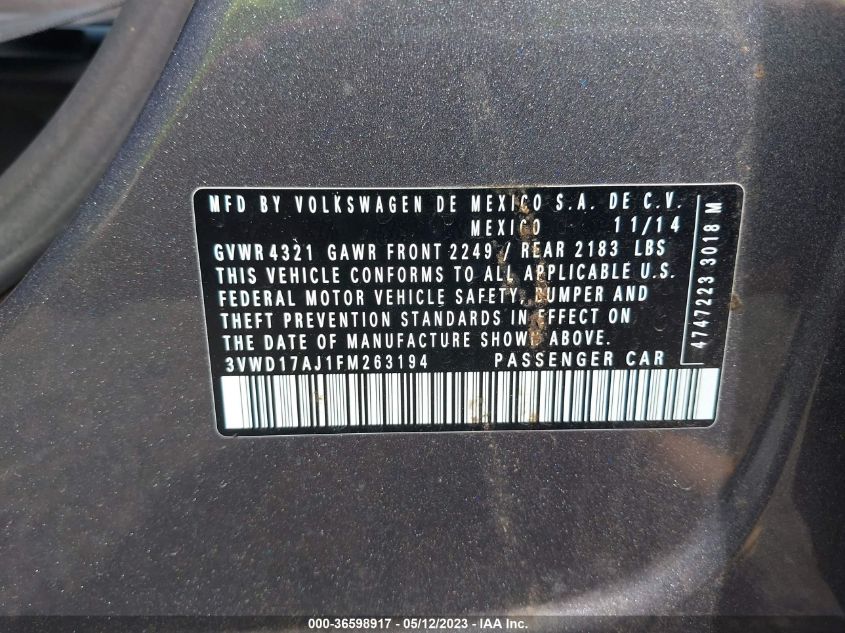 MFD BY VOLKSWAGEN DE MEXICO S.A. DE C.V.
MEXICO 11/14
GVWR 4321 GAWR FRONT 2249 / REAR 2183 LBS
THIS VEHICLE CONFORMS TO ALL APPLICABLE U.S.
FEDERAL MOTOR VEHICLE SAFETY, BUMPER AND
THEFT PREVENTION STANDARDS IN EFFECT ON
THE DATE OF MANUFACTURE SHOWN ABOVE.
3VWD17AJ1FM263194 PASSENGER CAR
4747223 3018 M
000-36598917 - 05/12/2023 - IAA Inc.